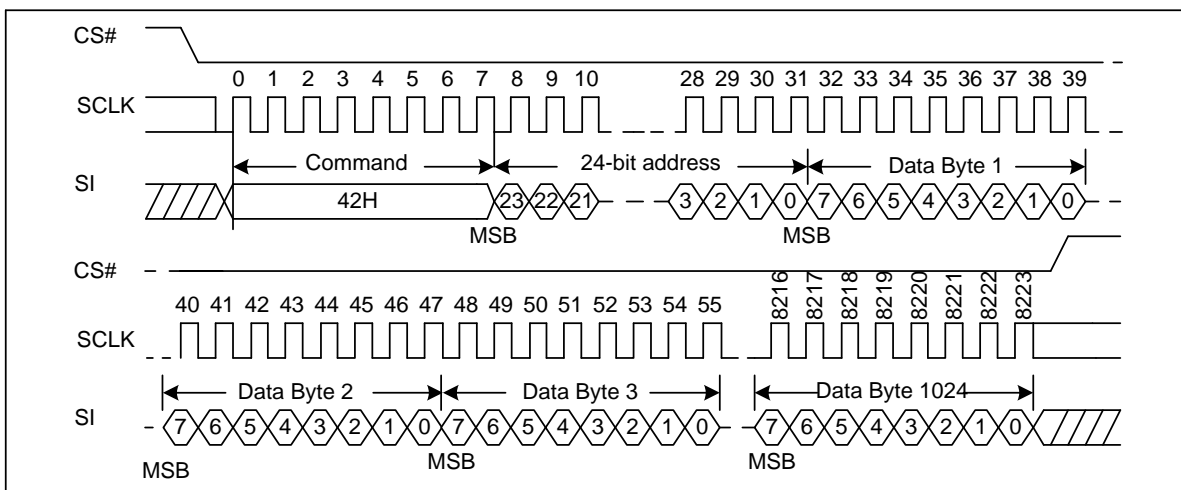 CS#
0 1 2 3 4 5 6 7 8 9 10 28 29 30 31 32 33 34 35 36 37 38 39
SCLK
Command 24-bit address Data Byte 1
SI
42H 23 22 21 3 2 1 0 7 6 5 4 3 2 1 0
MSB MSB
CS#
40 41 42 43 44 45 46 47 48 49 50 51 52 53 54 55 8216 8217 8218 8219 8220 8221 8222 8223
SCLK
Data Byte 2 Data Byte 3 Data Byte 1024
SI
7 6 5 4 3 2 1 0 7 6 5 4 3 2 1 0 7 6 5 4 3 2 1 0
MSB MSB MSB